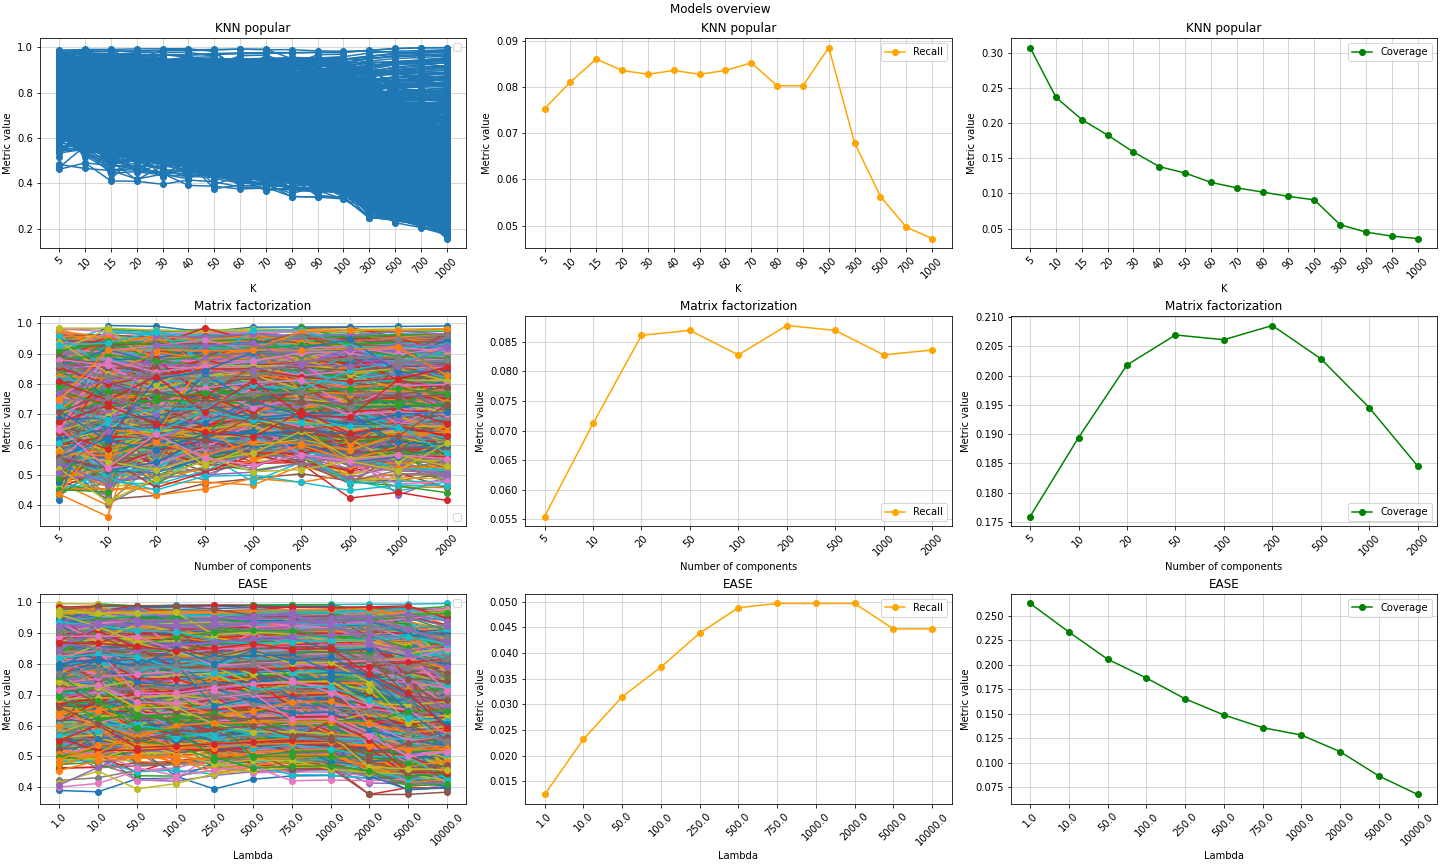 Models overview
KNN popular
Metric value
1.0
0.8
0.6
0.4
0.2
5 10 15 20 30 40 50 60 70 80 90 100 300 500 700 1000
K
KNN popular
Metric value
0.09
0.08
0.07
0.06
0.05
Recall
5 10 15 20 30 40 50 60 70 80 90 100 300 500 700 1000
K
KNN popular
Metric value
0.30
0.25
0.20
0.15
0.10
0.05
Coverage
5 10 15 20 30 40 50 60 70 80 90 100 300 500 700 1000
K
Matrix factorization
Metric value
1.0
0.9
0.8
0.7
0.6
0.5
0.4
5 10 20 50 100 200 500 1000 2000
Number of components
Matrix factorization
Metric value
0.085
0.080
0.075
0.070
0.065
0.060
0.055
Recall
5 10 20 50 100 200 500 1000 2000
Number of components
Matrix factorization
Metric value
0.210
0.205
0.200
0.195
0.190
0.185
0.180
0.175
Coverage
5 10 20 50 100 200 500 1000 2000
Number of components
EASE
Metric value
1.0
0.9
0.8
0.7
0.6
0.5
0.4
1.0 10.0 50.0 100.0 250.0 500.0 750.0 1000.0 2000.0 5000.0 10000.0
Lambda
EASE
Metric value
0.050
0.045
0.040
0.035
0.030
0.025
0.020
0.015
Recall
1.0 10.0 50.0 100.0 250.0 500.0 750.0 1000.0 2000.0 5000.0 10000.0
Lambda
EASE
Metric value
0.250
0.225
0.200
0.175
0.150
0.125
0.100
0.075
Coverage
1.0 10.0 50.0 100.0 250.0 500.0 750.0 1000.0 2000.0 5000.0 10000.0
Lambda